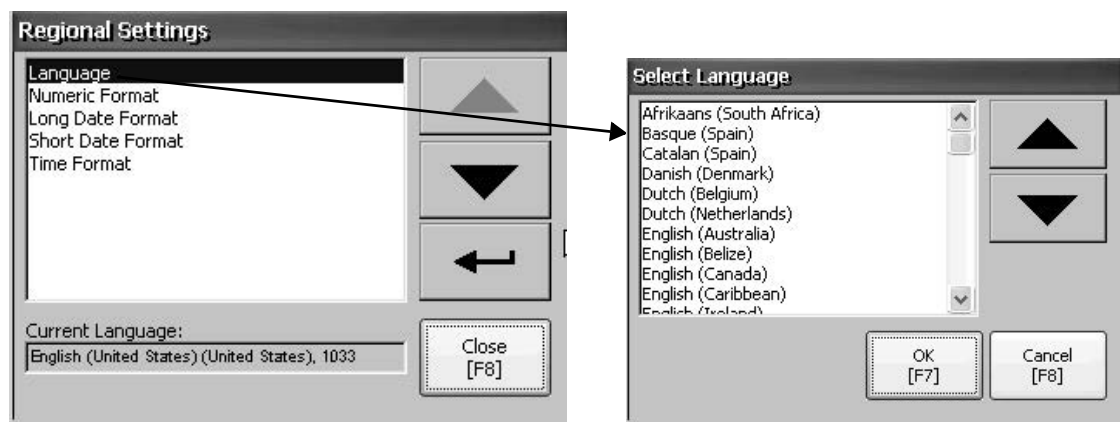 Regional Settings
Language
Numeric Format
Long Date Format
Short Date Format
Time Format
Current Language:
English (United States) (United States), 1033
Close
[F8]
Select Language
Afrikaans (South Africa)
Basque (Spain)
Catalan (Spain)
Danish (Denmark)
Dutch (Belgium)
Dutch (Netherlands)
English (Australia)
English (Belize)
English (Canada)
English (Caribbean)
English (Ireland)
OK
[F7]
Cancel
[F8]